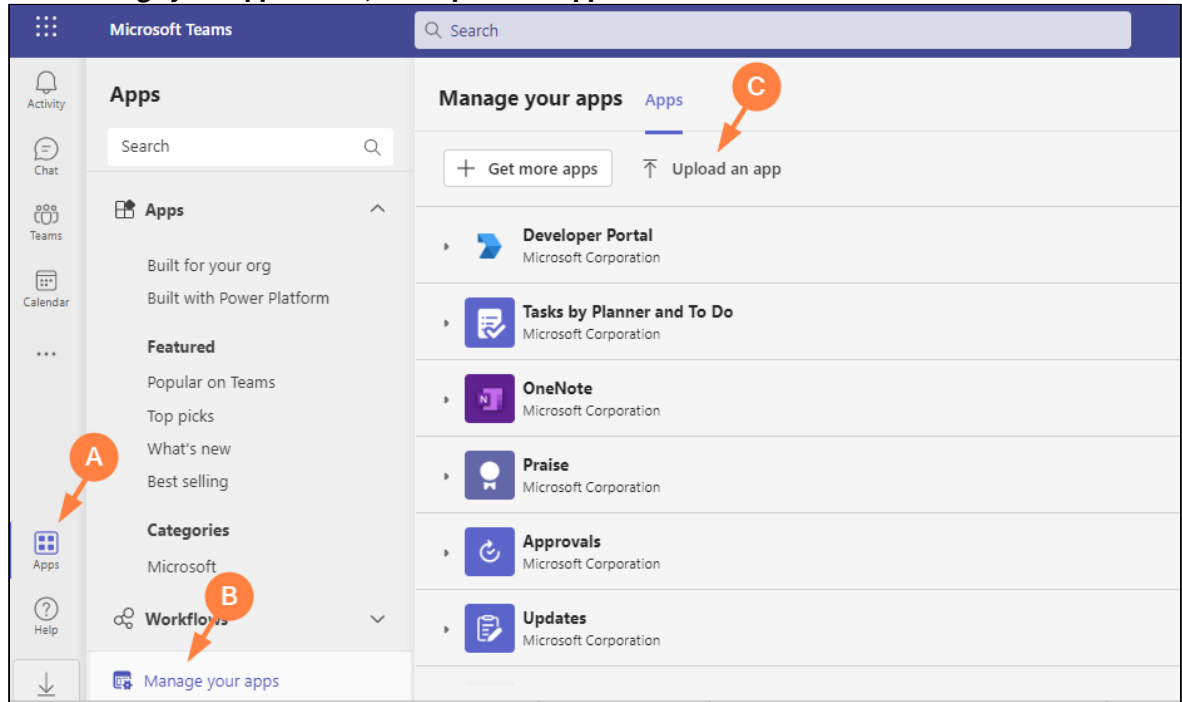 Microsoft Teams
Search
Activity
Chat
Teams
Calendar
Apps
Help
Apps
Search
Apps
Built for your org
Built with Power Platform
Featured
Popular on Teams
Top picks
What's new
Best selling
Categories
Microsoft
Workflows
Manage your apps
A
B
C
Manage your apps Apps
Get more apps Upload an app
Developer Portal
Microsoft Corporation
Tasks by Planner and To Do
Microsoft Corporation
OneNote
Microsoft Corporation
Praise
Microsoft Corporation
Approvals
Microsoft Corporation
Updates
Microsoft Corporation